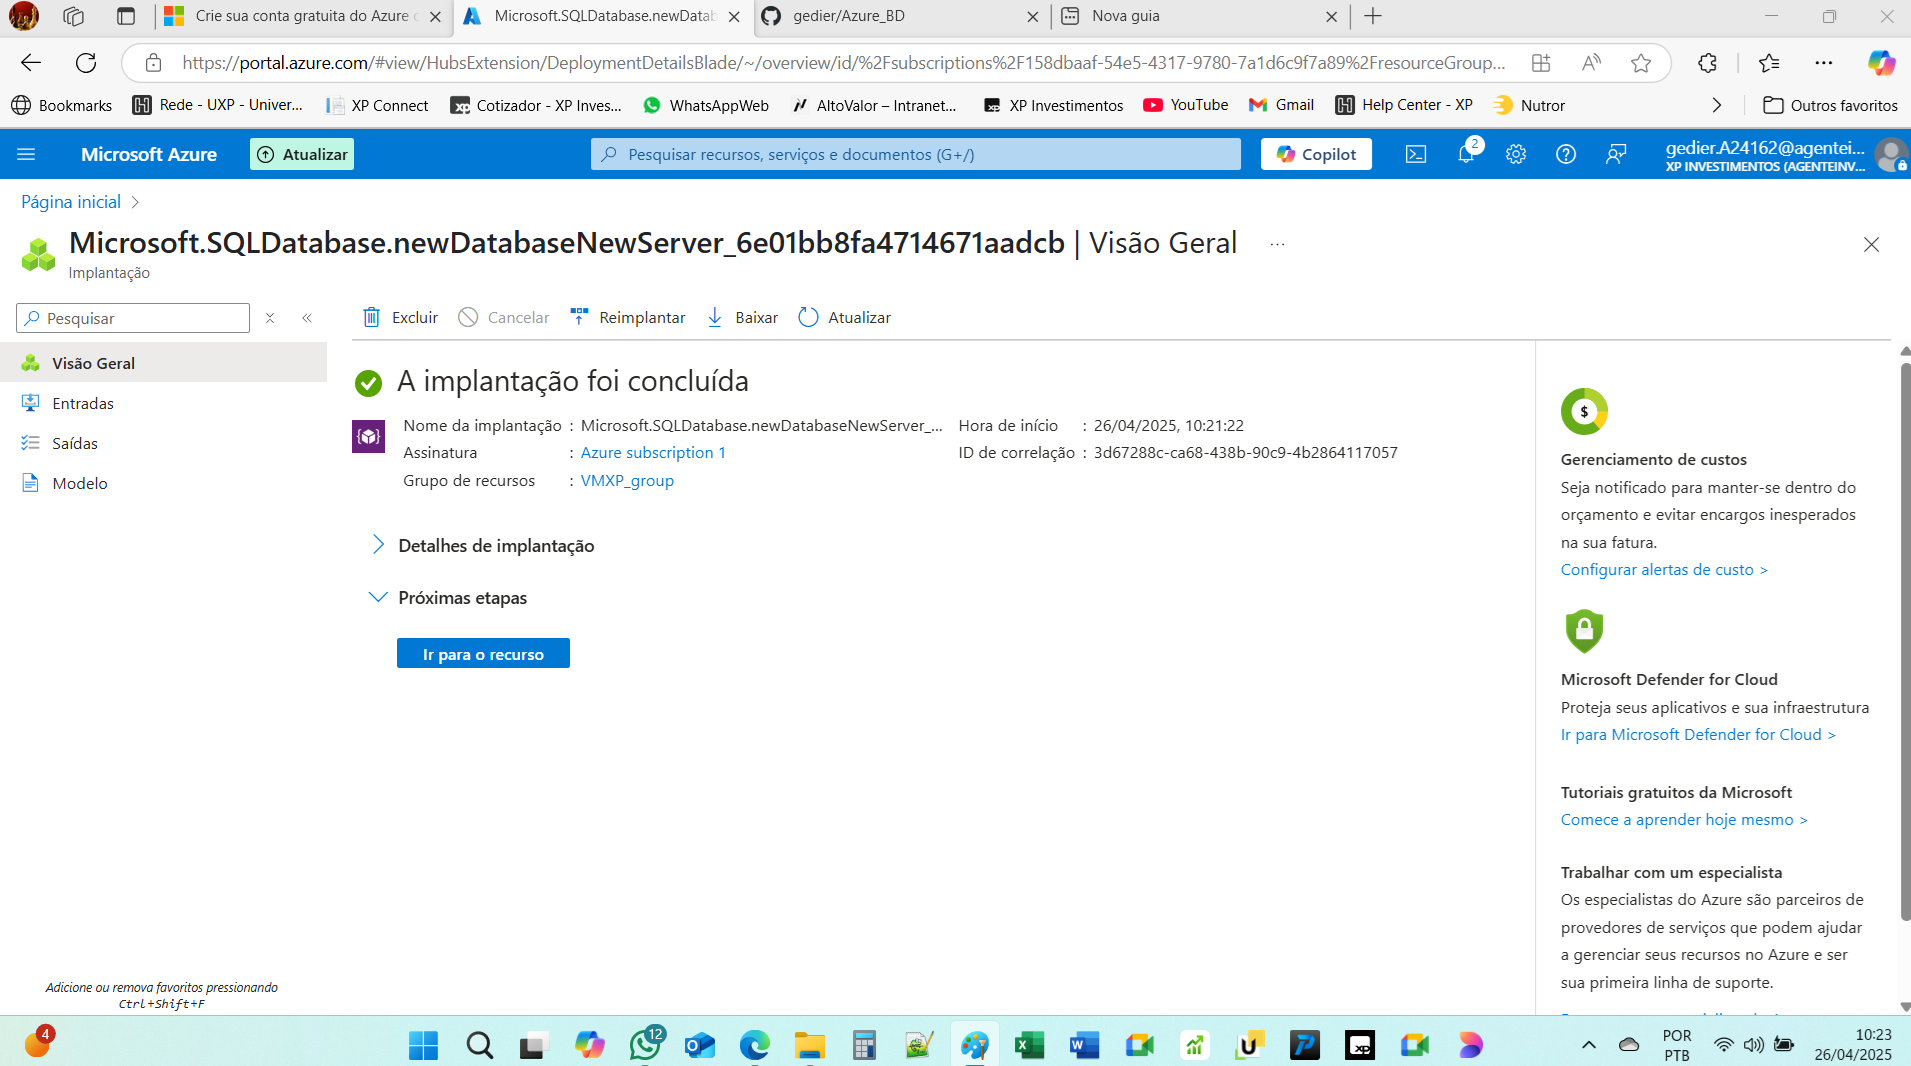 Crie sua conta gratuita do Azure
Microsoft.SQLDatabase.newDatab
gedier/Azure_BD
Nova guia
https://portal.azure.com/#view/HubsExtension/DeploymentDetailsBlade/~/overview/id/%2Fsubscriptions%2F158dbaaf-54e5-4317-9780-7a1d6c9f7a89%2FresourceGroup...
Bookmarks
Rede - UXP - Univer...
XP Connect
Cotizador - XP Inves...
WhatsAppWeb
AltoValor – Intranet...
XP Investimentos
YouTube
Gmail
Help Center - XP
Nutror
Outros favoritos
Microsoft Azure
Atualizar
Pesquisar recursos, serviços e documentos (G+/)
Copilot
2
gedier.A24162@agentei...
XP INVESTIMENTOS (AGENTEINV...
Página inicial
Microsoft.SQLDatabase.newDatabaseNewServer_6e01bb8fa4714671aadcb | Visão Geral ...
Implantação
Pesquisar
Excluir
Cancelar
Reimplantar
Baixar
Atualizar
Visão Geral
Entradas
Saídas
Modelo
A implantação foi concluída
Nome da implantação : Microsoft.SQLDatabase.newDatabaseNewServer_...
Hora de início : 26/04/2025, 10:21:22
Assinatura : Azure subscription 1
ID de correlação : 3d67288c-ca68-438b-90c9-4b2864117057
Grupo de recursos : VMXP_group
Detalhes de implantação
Próximas etapas
Ir para o recurso
$
Gerenciamento de custos
Seja notificado para manter-se dentro do
orçamento e evitar encargos inesperados
na sua fatura.
Configurar alertas de custo >
Microsoft Defender for Cloud
Proteja seus aplicativos e sua infraestrutura
Ir para Microsoft Defender for Cloud >
Tutoriais gratuitos da Microsoft
Comece a aprender hoje mesmo >
Trabalhar com um especialista
Os especialistas do Azure são parceiros de
provedores de serviços que podem ajudar
a gerenciar seus recursos no Azure e ser
sua primeira linha de suporte.
Adicione ou remova favoritos pressionando
Ctrl+Shift+F
4
12
POR
PTB
10:23
26/04/2025